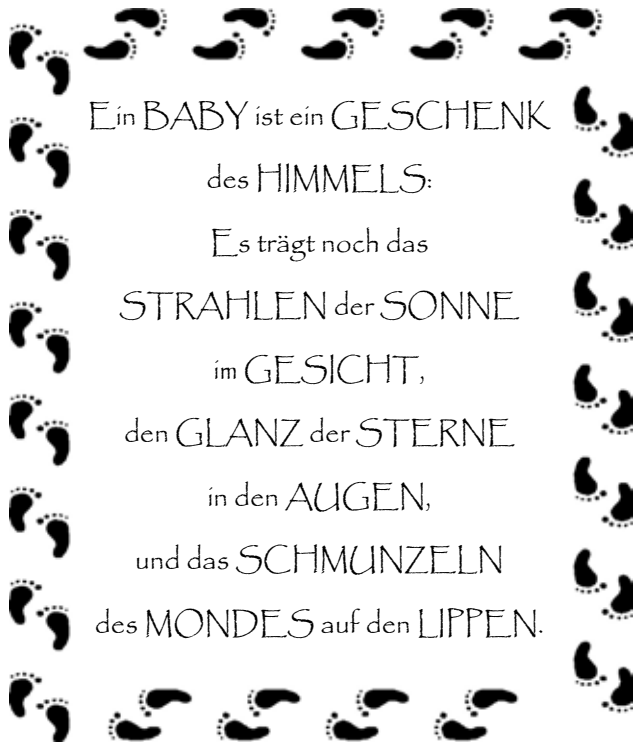 Ein BABY ist ein GESCHENK
des HIMMELS:
Es trägt noch das
STRAHLEN der SONNE
im GESICHT,
den GLANZ der STERNE
in den AUGEN,
und das SCHMUNZELN
des MONDES auf den LIPPEN.